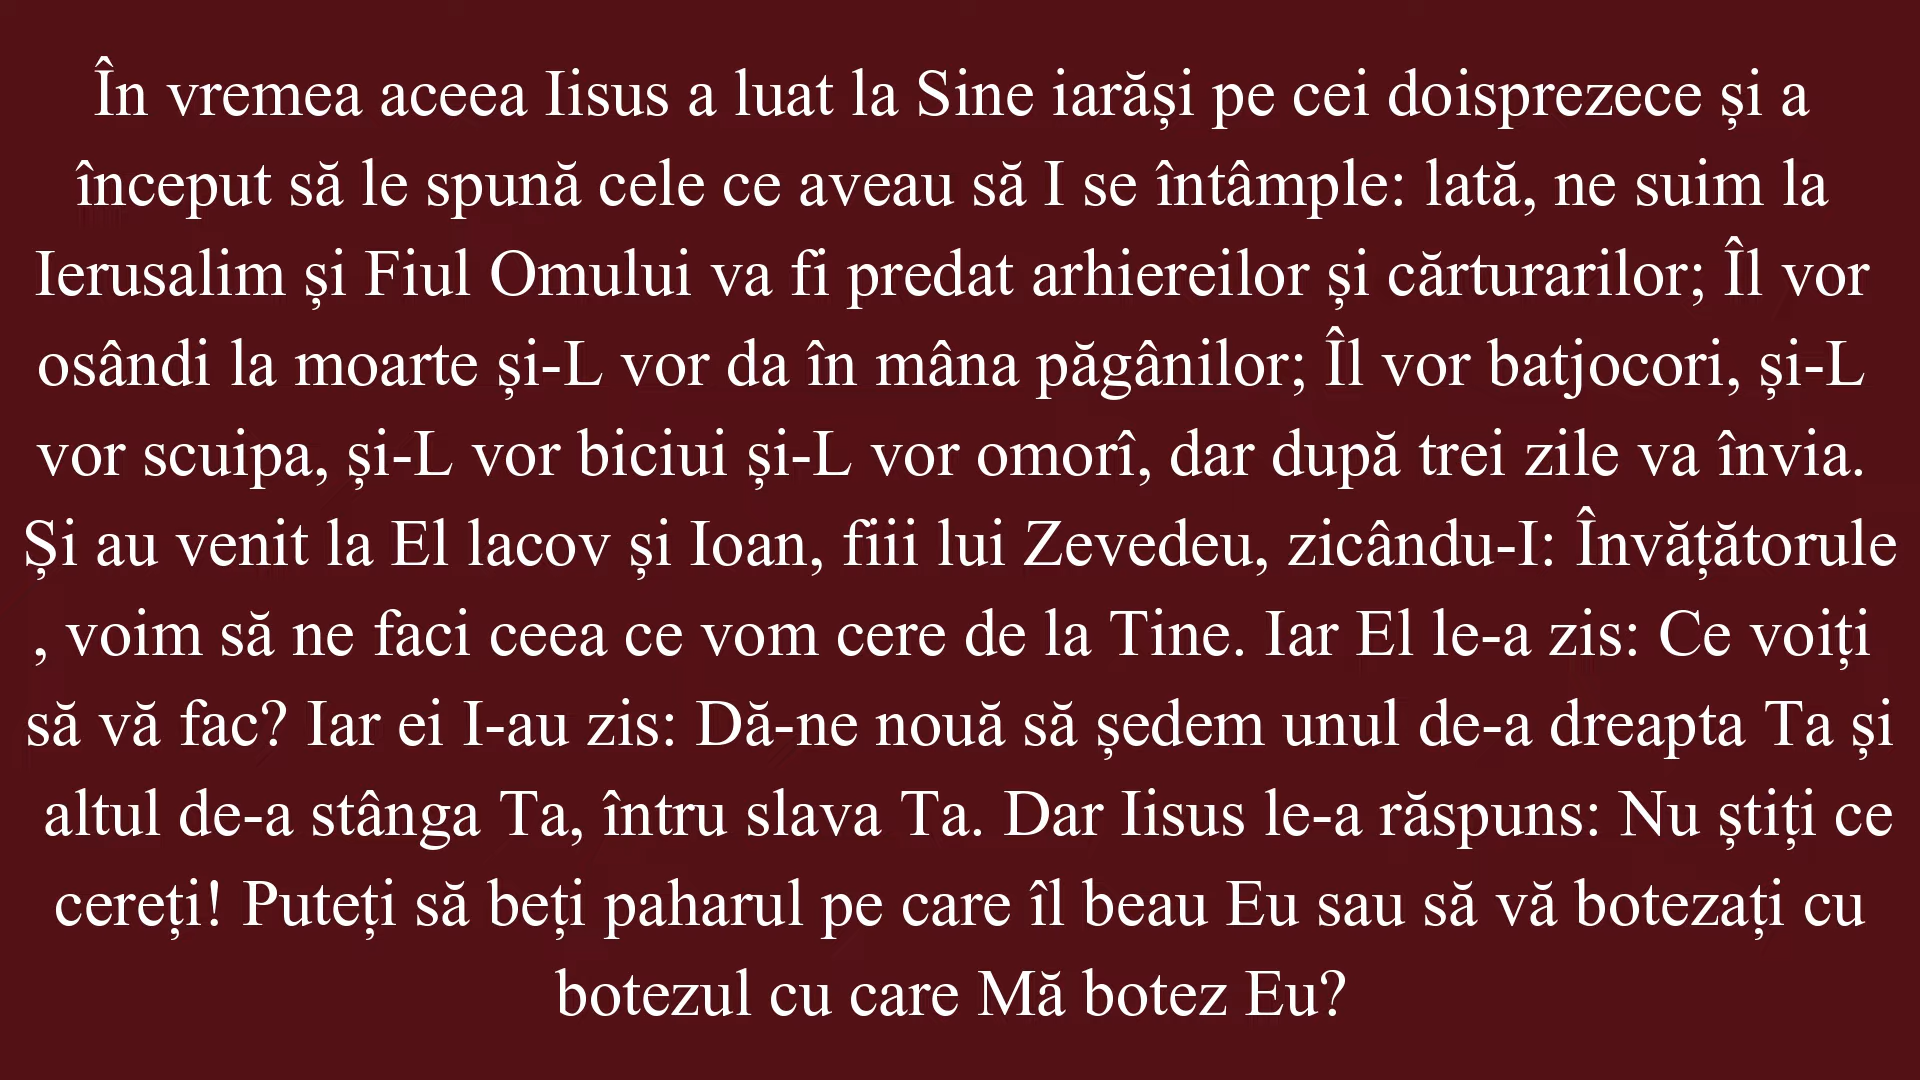 În vremea aceea Iisus a luat la Sine iarăși pe cei doisprezece și a
început să le spună cele ce aveau să I se întâmple: lată, ne suim la
Ierusalim și Fiul Omului va fi predat arhiereilor și cărturarilor; Îl vor
osândi la moarte și-L vor da în mâna păgânilor; Îl vor batjocori, și-L
vor scuipa, și-L vor biciui și-L vor omorî, dar după trei zile va învia.
Și au venit la El lacov și Ioan, fiii lui Zevedeu, zicându-I: Învățătorule
, voim să ne faci ceea ce vom cere de la Tine. Iar El le-a zis: Ce voiți
să vă fac? Iar ei I-au zis: Dă-ne nouă să ședem unul de-a dreapta Ta și
altul de-a stânga Ta, întru slava Ta. Dar Iisus le-a răspuns: Nu știți ce
cereți! Puteți să beți paharul pe care îl beau Eu sau să vă botezați cu
botezul cu care Mă botez Eu?